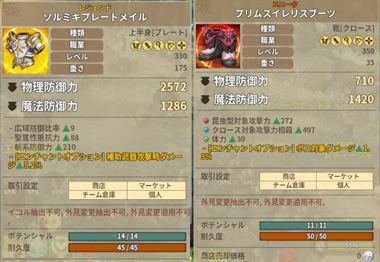 レジェンド
ソルミキプレートメイル
種類 上半身[プレート]
職業
レベル 330
重さ 175
物理防御力 2572
魔法防御力 1286
- 広域防御比率 ▲9
- 聖属性抵抗力 ▲88
- 斬系防御力 ▲210
- [エンチャントオプション] 補助武器攻撃時ダメージ▲5.2%
取引設定
商店 マーケット
チーム倉庫 個人
イコル抽出不可, 外見変更抽出不可, 外見変更適用不可
ポテンシャル 14 / 14
耐久度 45 / 45
ユニーク
プリムスイレリスブーツ
種類 靴[クロース]
職業
レベル 350
重さ 35
物理防御力 710
魔法防御力 1420
昆虫型対象攻撃力 ▲272
クロース対象攻撃力相殺 ▲497
体力 ▲30
- [エンチャントオプション] ボス対象ダメージ▲1.3%
取引設定
商店 マーケット
チーム倉庫 個人
外見変更抽出不可, 外見変更適用不可
ポテンシャル 11 / 11
耐久度 50 / 50
商店売却価格 0